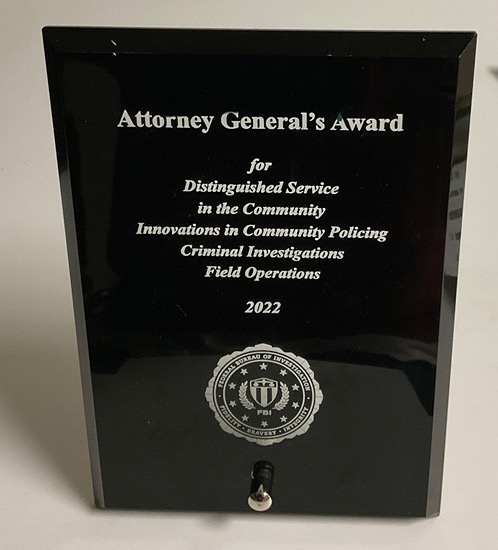 Attorney General's Award
for
Distinguished Service
in the Community
Innovations in Community Policing
Criminal Investigations
Field Operations
2022
FEDERAL BUREAU OF INVESTIGATION
FBI
FIDELITY • BRAVERY • INTEGRITY